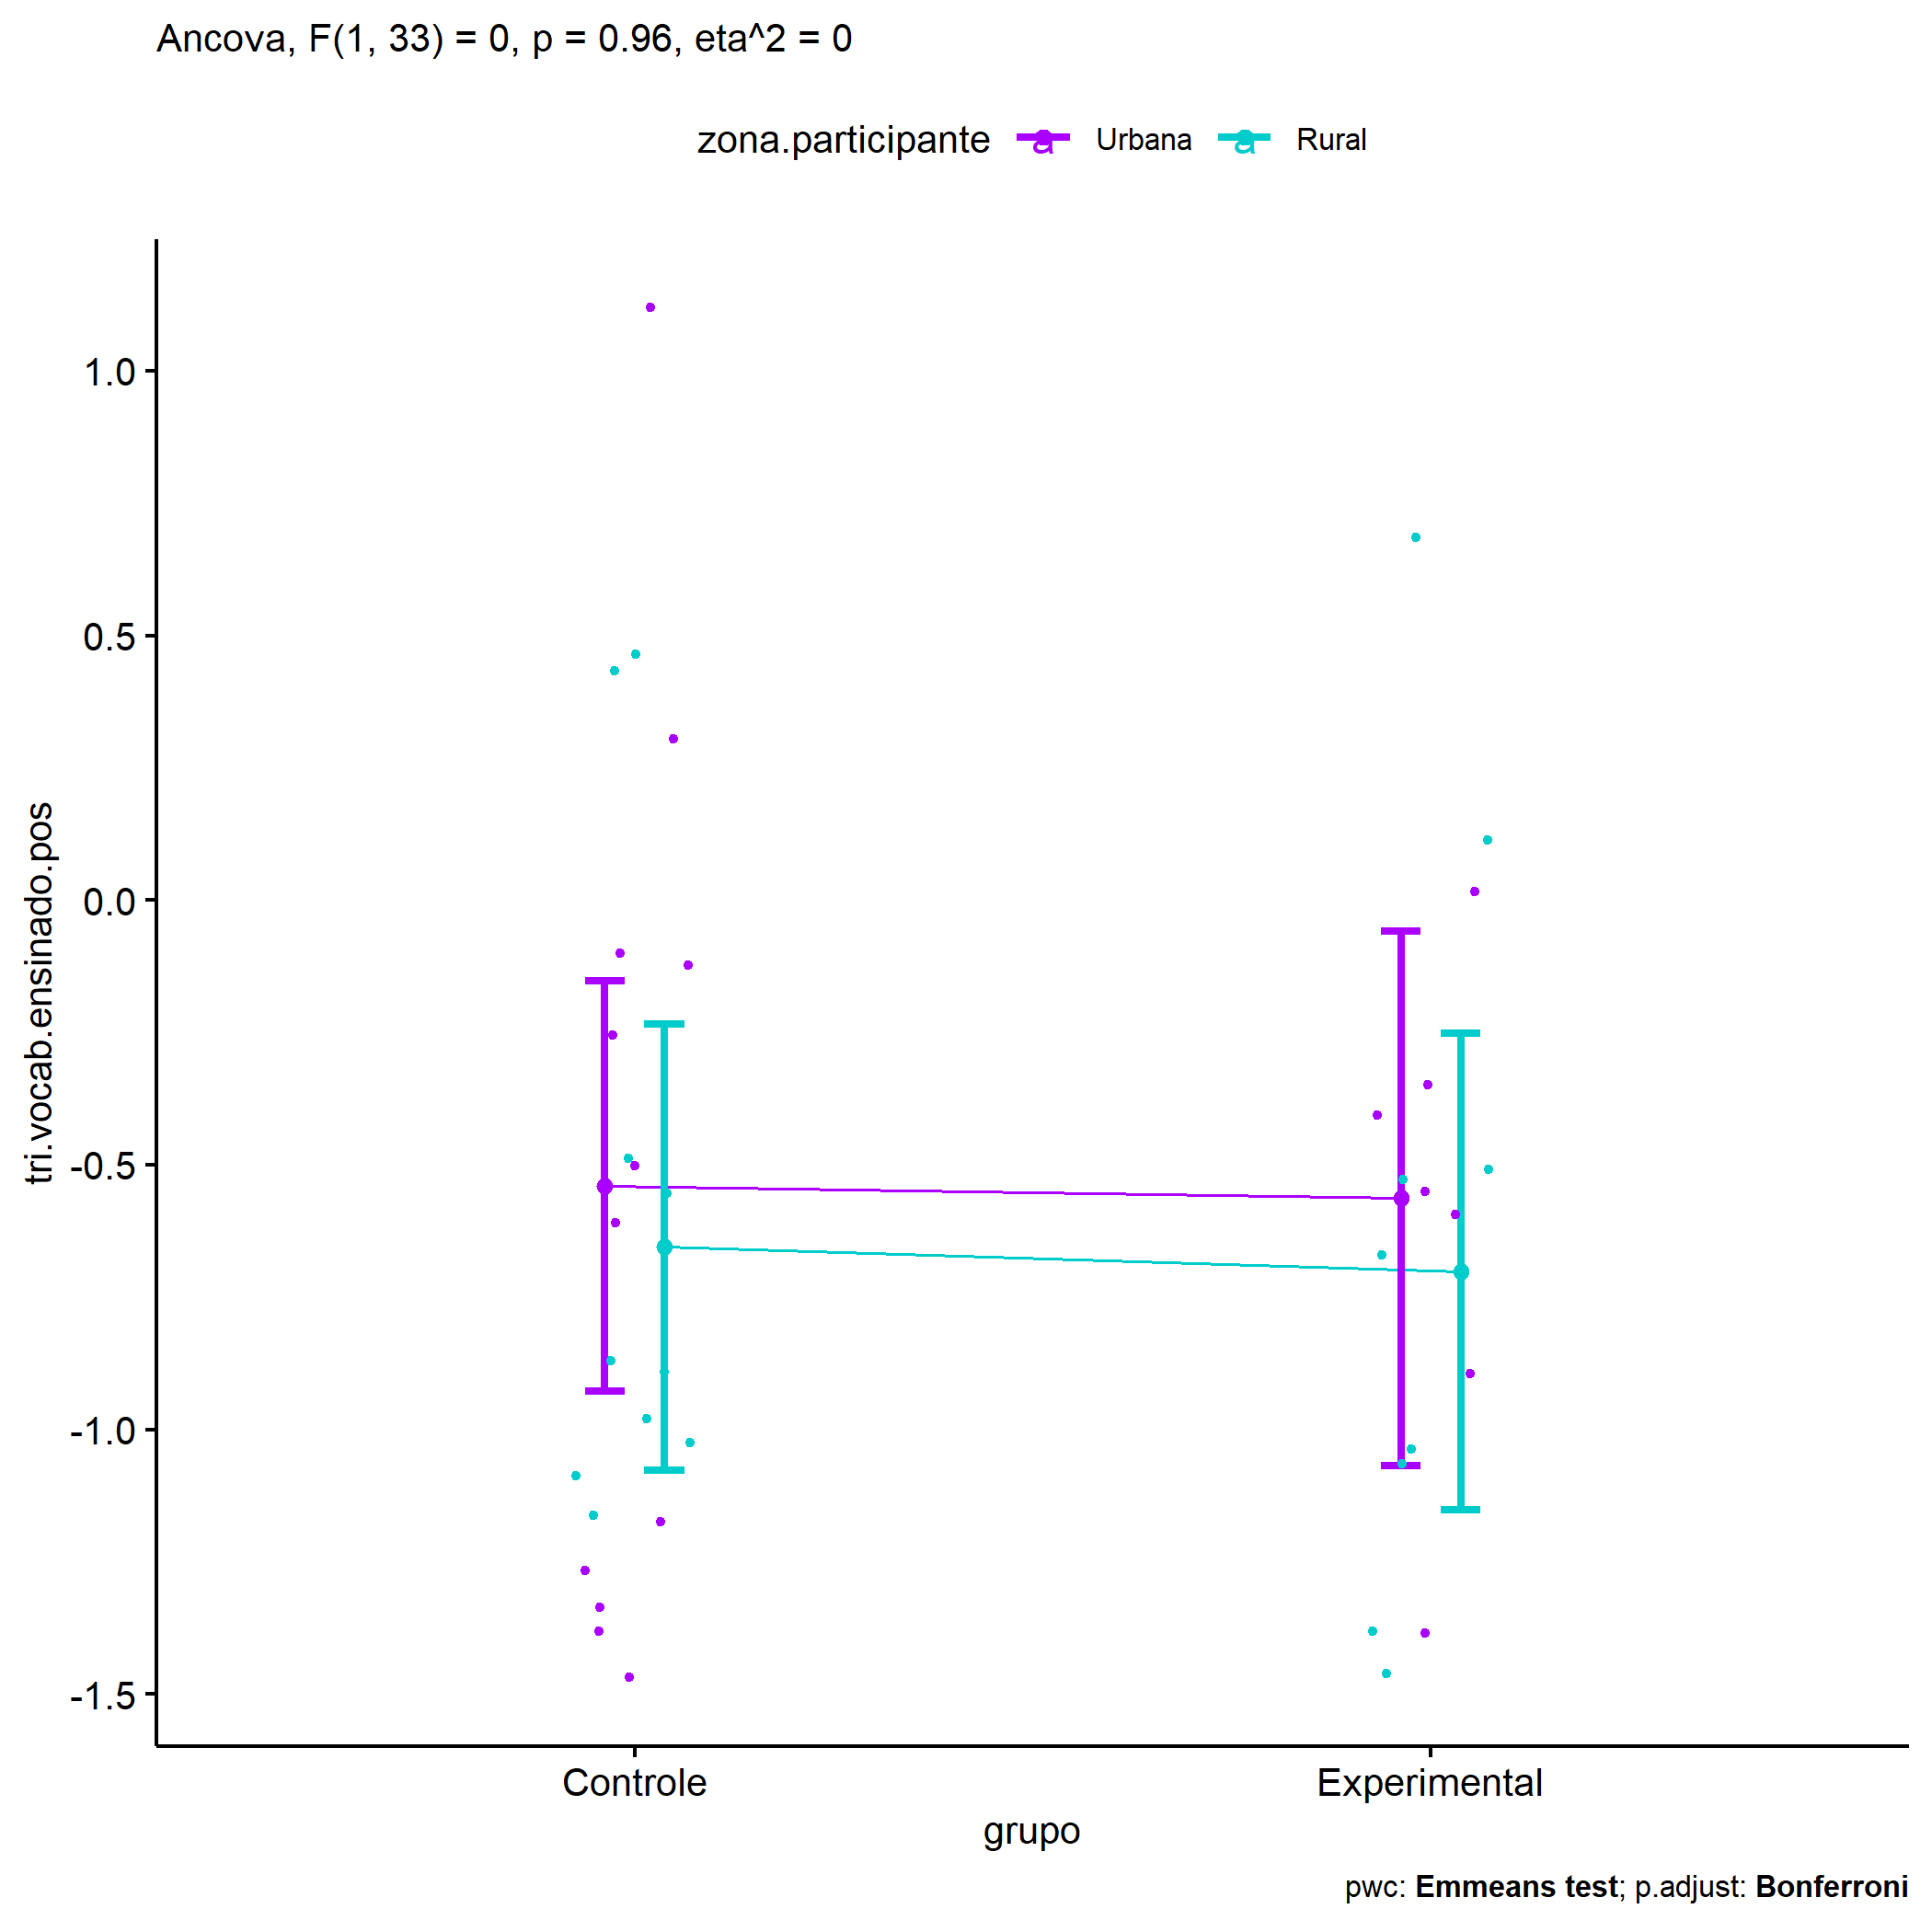 Ancova, F(1, 33) = 0, p = 0.96, eta^2 = 0
zona.participante a Urbana a Rural
tri.vocab.ensinado.pos
1.0
0.5
0.0
-0.5
-1.0
-1.5
Controle Experimental
grupo
pwc: Emmeans test; p.adjust: Bonferroni